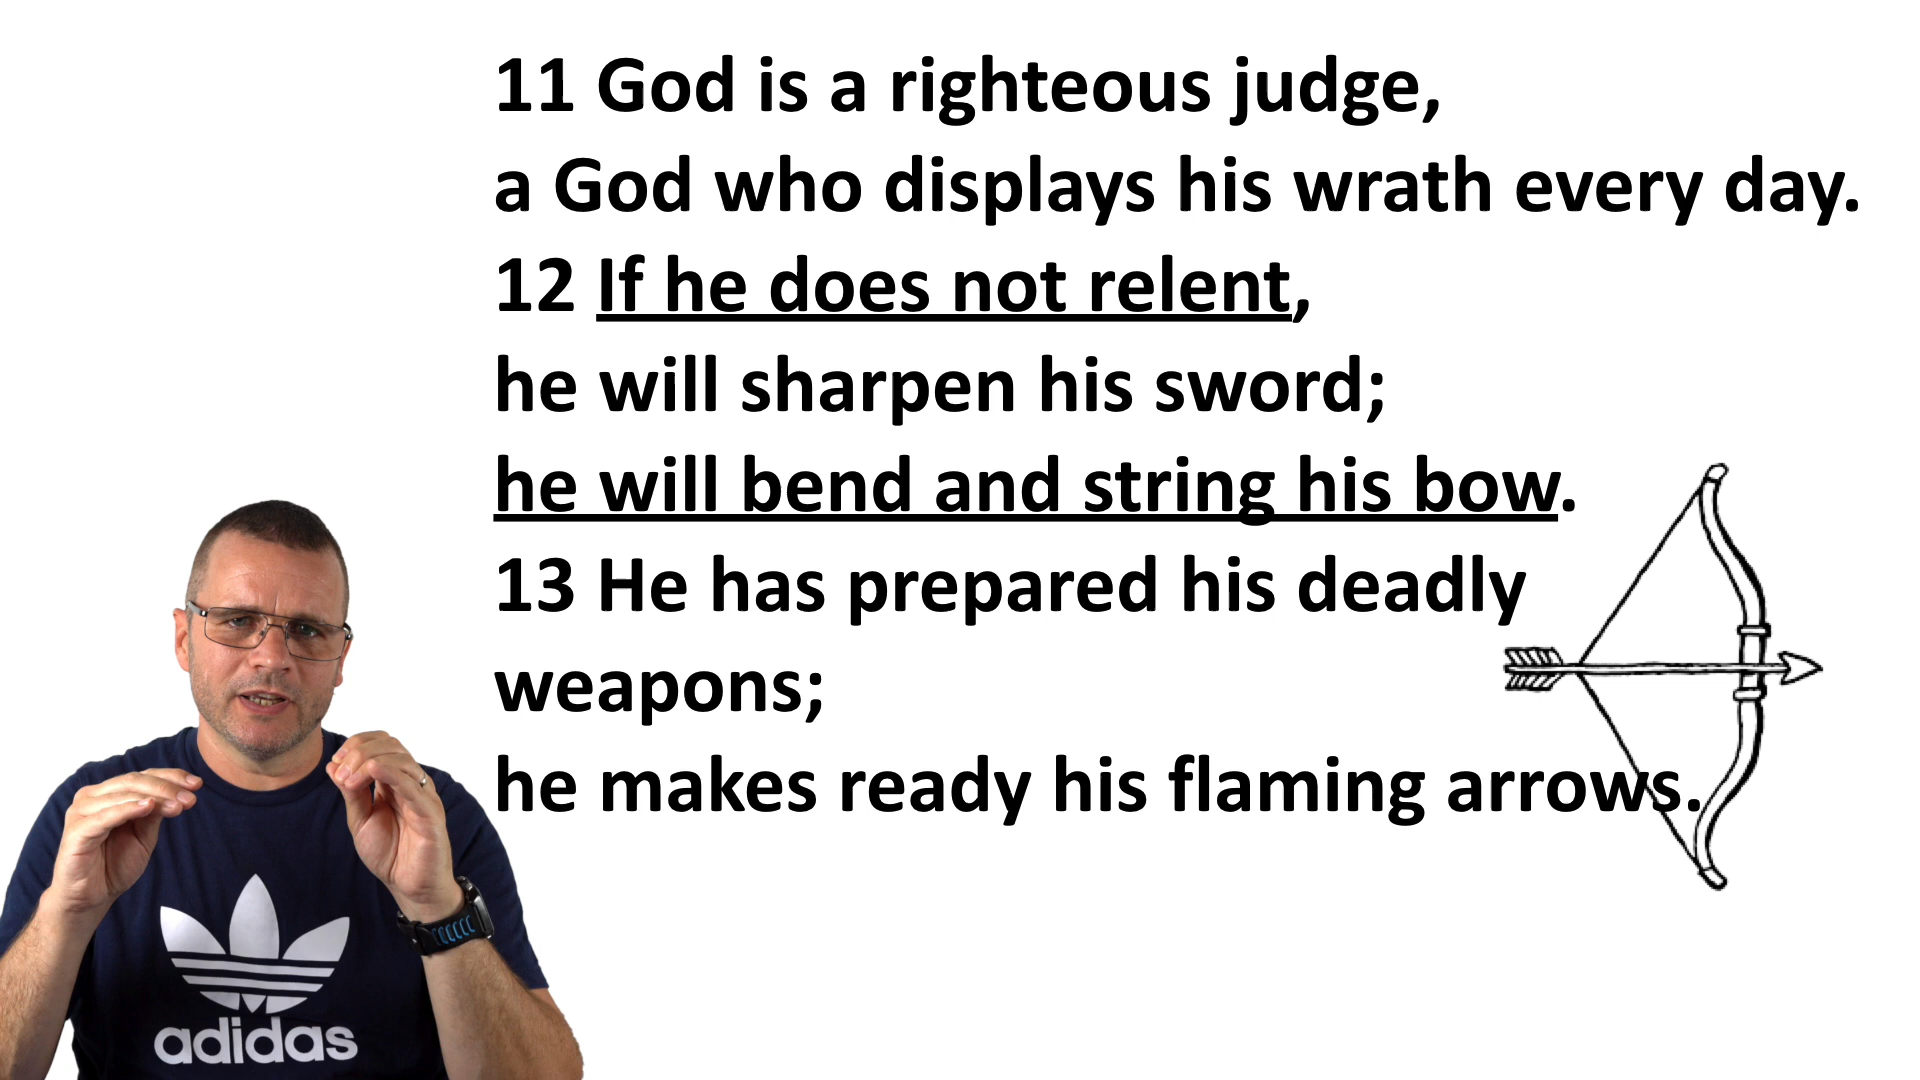 11 God is a righteous judge,
a God who displays his wrath every day.
12 If he does not relent,
he will sharpen his sword;
he will bend and string his bow.
13 He has prepared his deadly
weapons;
he makes ready his flaming arrows.
adidas